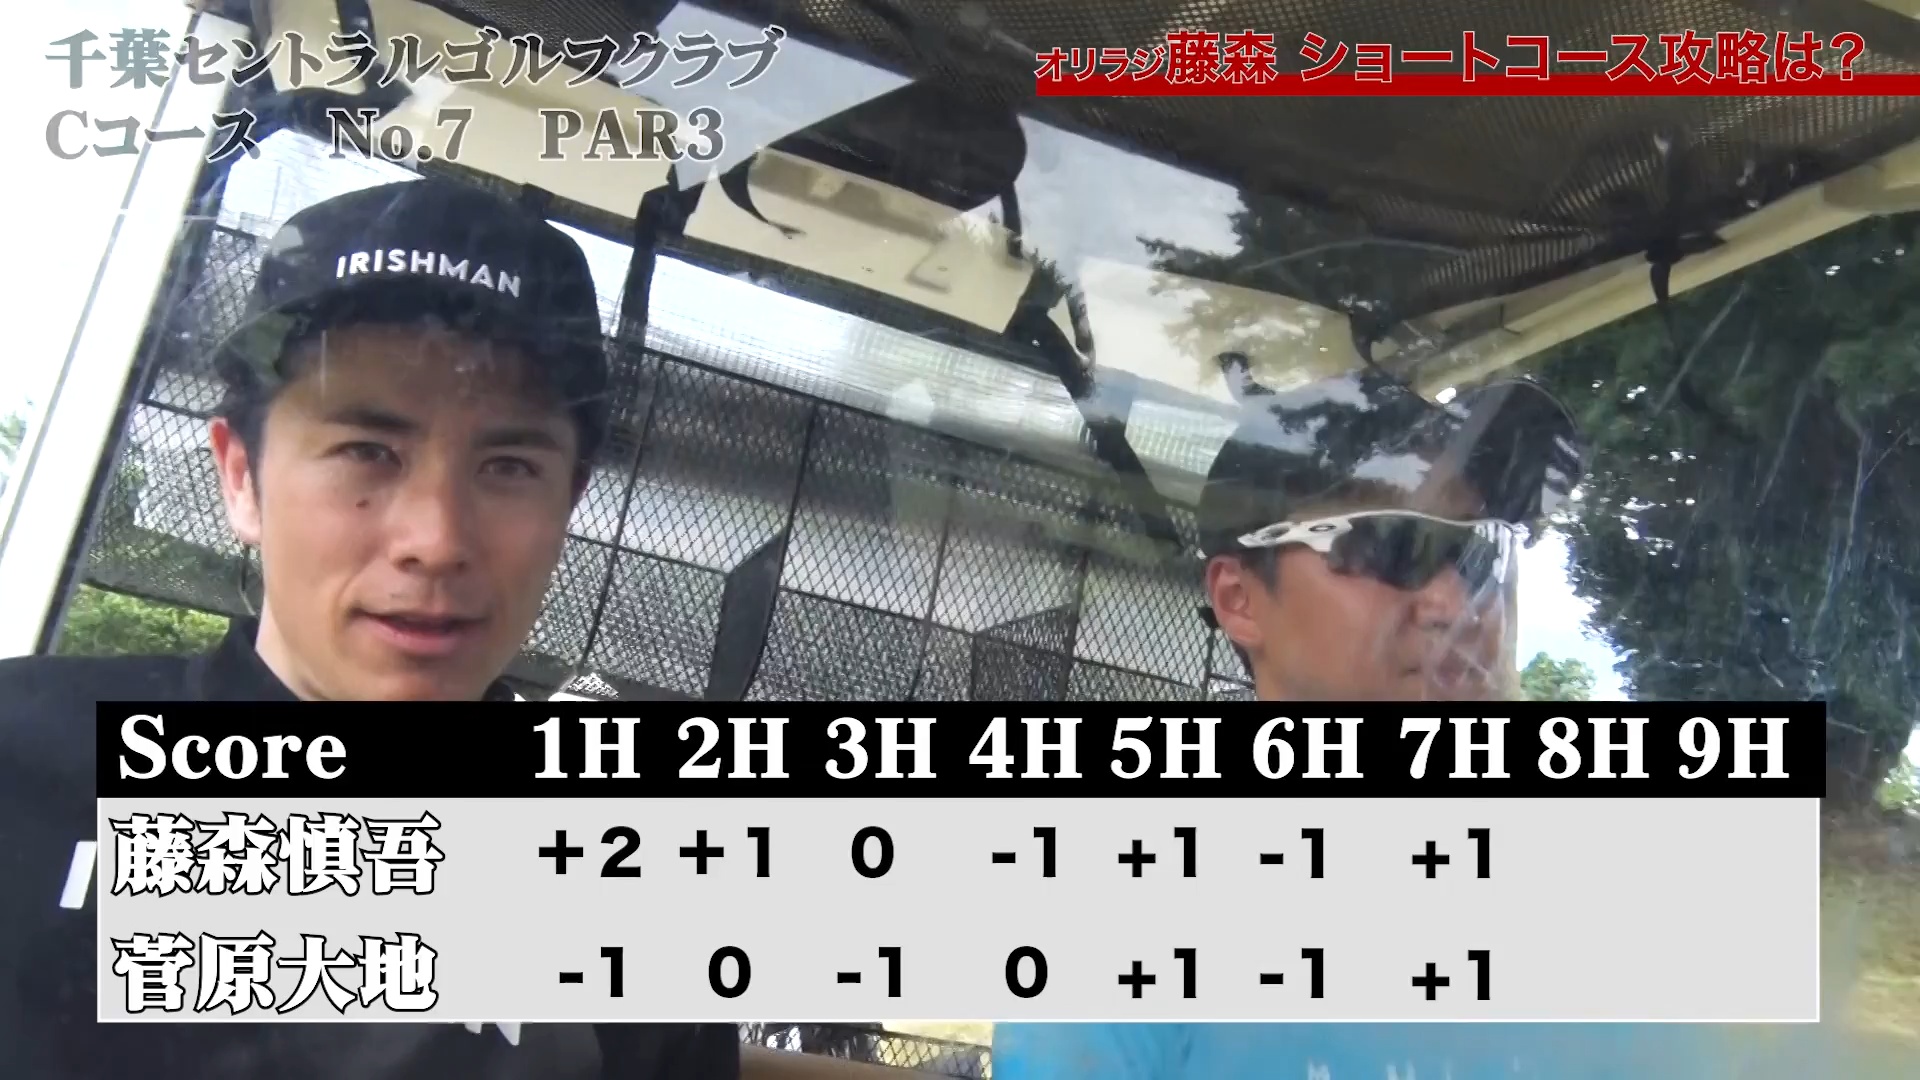 千葉セントラルゴルフクラブ
Cコース No.7 PAR3
オリラジ藤森 ショートコース攻略は?
IRISHMAN
Score 1H 2H 3H 4H 5H 6H 7H 8H 9H
藤森慎吾 +2 +1 0 -1 +1 -1 +1
菅原大地 -1 0 -1 0 +1 -1 +1